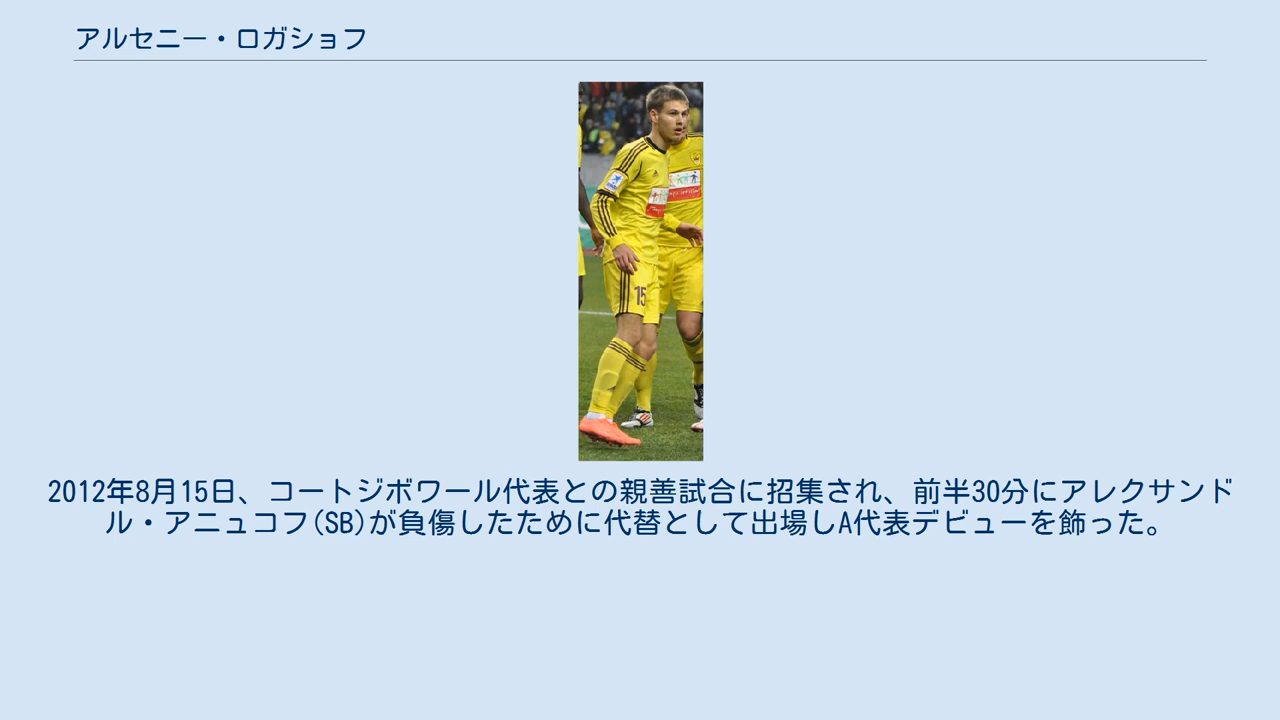 アルセニー・ロガショフ
15
2012年8月15日、コートジボワール代表との親善試合に招集され、前半30分にアレクサンド
ル・アニュコフ(SB)が負傷したために代替として出場しA代表デビューを飾った。